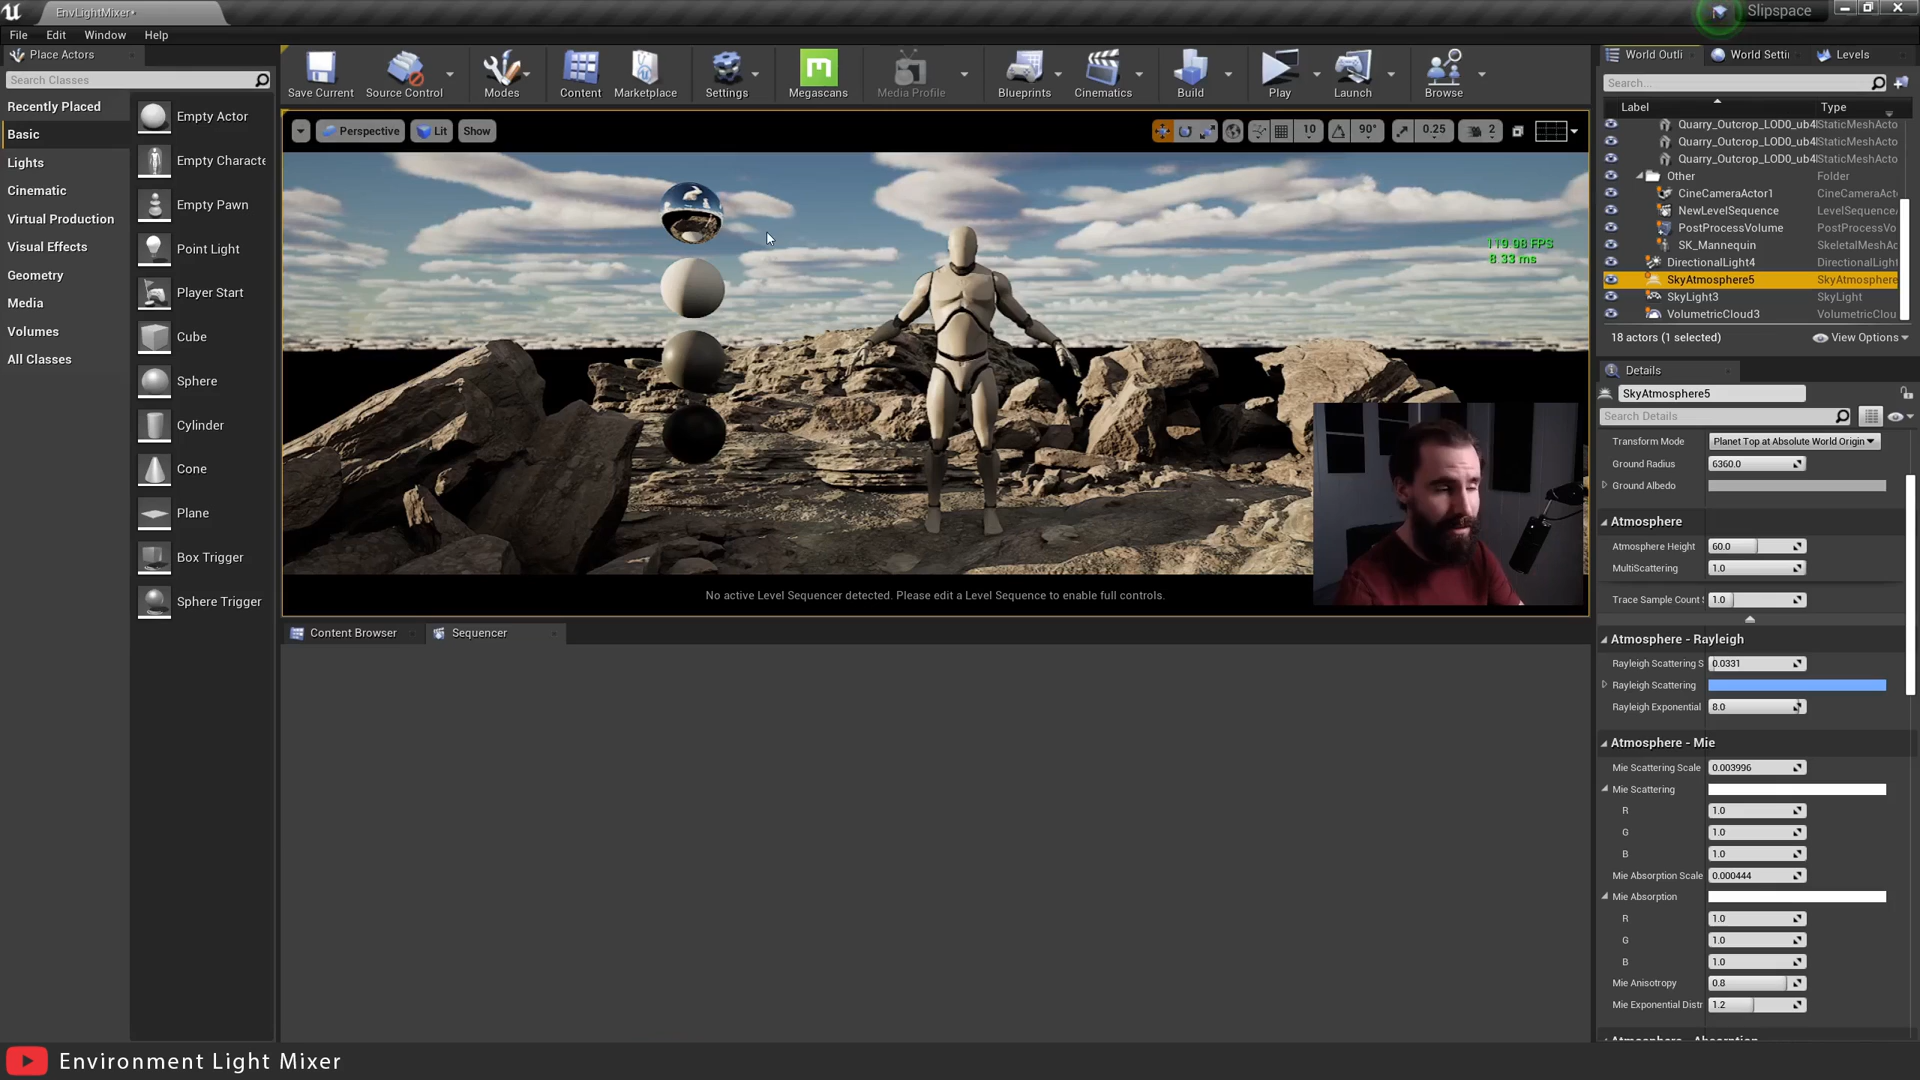 EnvLightMixer•
Slipspace
File Edit Window Help
Place Actors
Search Classes
Recently Placed
Basic
Lights
Cinematic
Virtual Production
Visual Effects
Geometry
Media
Volumes
All Classes
Empty Actor
Empty Characte
Empty Pawn
Point Light
Player Start
Cube
Sphere
Cylinder
Cone
Plane
Box Trigger
Sphere Trigger
Save Current
Source Control
Modes
Content
Marketplace
Settings
Megascans
Media Profile
Blueprints
Cinematics
Build
Play
Launch
Browse
Perspective Lit Show
10 90° 0.25 2
119.98 FPS
8.33 ms
No active Level Sequencer detected. Please edit a Level Sequence to enable full controls.
Content Browser Sequencer
World Outli World Setti Levels
Search...
Label Type
Quarry_Outcrop_LOD0_ub4 StaticMeshActo
Quarry_Outcrop_LOD0_ub4 StaticMeshActo
Quarry_Outcrop_LOD0_ub4 StaticMeshActo
Other Folder
CineCameraActor1 CineCameraAct
NewLevelSequence LevelSequence
PostProcessVolume PostProcessVo
SK_Mannequin SkeletalMeshAc
DirectionalLight4 DirectionalLight
SkyAtmosphere5 SkyAtmosphere
SkyLight3 SkyLight
VolumetricCloud3 VolumetricClou
18 actors (1 selected) View Options
Details
SkyAtmosphere5
Search Details
Transform Mode Planet Top at Absolute World Origin
Ground Radius 6360.0
Ground Albedo
Atmosphere
Atmosphere Height 60.0
MultiScattering 1.0
Trace Sample Count S 1.0
Atmosphere - Rayleigh
Rayleigh Scattering S 0.0331
Rayleigh Scattering
Rayleigh Exponential 8.0
Atmosphere - Mie
Mie Scattering Scale 0.003996
Mie Scattering
R 1.0
G 1.0
B 1.0
Mie Absorption Scale 0.000444
Mie Absorption
R 1.0
G 1.0
B 1.0
Mie Anisotropy 0.8
Mie Exponential Distr 1.2
Environment Light Mixer